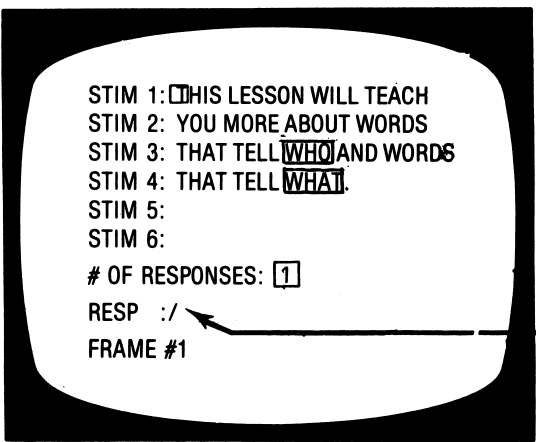 STIM 1: THIS LESSON WILL TEACH
STIM 2: YOU MORE ABOUT WORDS
STIM 3: THAT TELL WHO AND WORDS
STIM 4: THAT TELL WHAT.
STIM 5:
STIM 6:
# OF RESPONSES: 1
RESP :/
FRAME #1